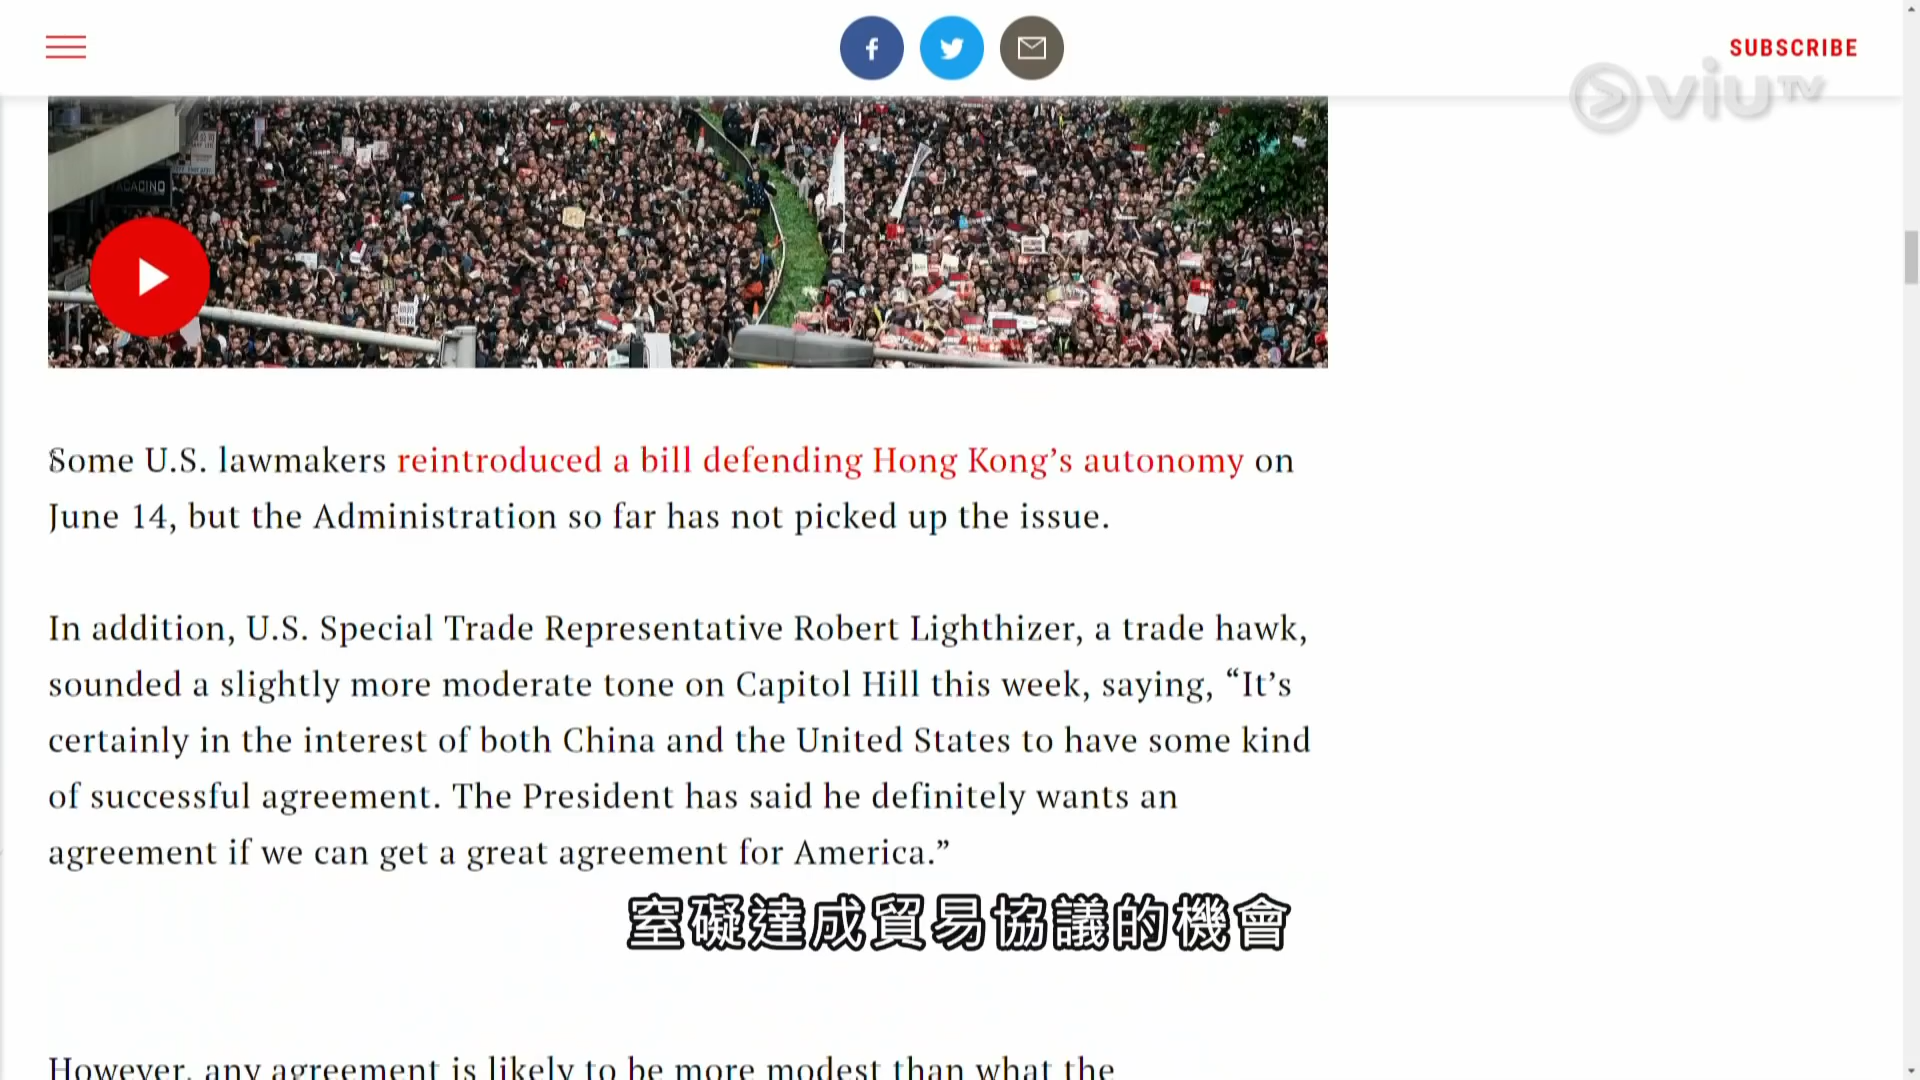 SUBSCRIBE
viuTV
Some U.S. lawmakers reintroduced a bill defending Hong Kong’s autonomy on
June 14, but the Administration so far has not picked up the issue.
In addition, U.S. Special Trade Representative Robert Lighthizer, a trade hawk,
sounded a slightly more moderate tone on Capitol Hill this week, saying, “It’s
certainly in the interest of both China and the United States to have some kind
of successful agreement. The President has said he definitely wants an
agreement if we can get a great agreement for America.”
窒礙達成貿易協議的機會
However, any agreement is likely to be more modest than what the